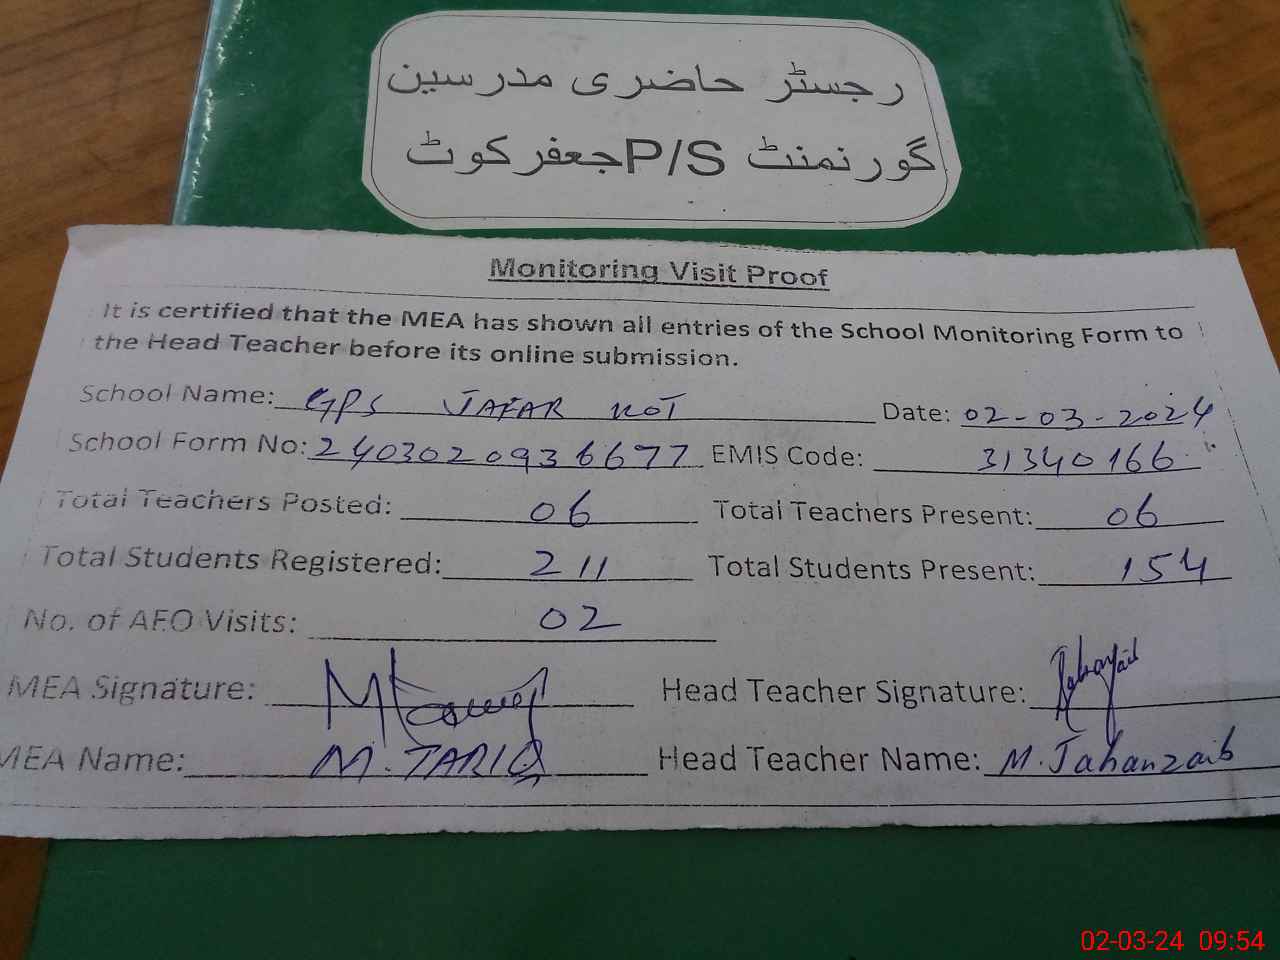 رجسٹر حاضری مدرسین
گورنمنٹ P/S جعفر کوٹ
Monitoring Visit Proof
It is certified that the MEA has shown all entries of the School Monitoring Form to
the Head Teacher before its online submission.
School Name: GPS JAFAR KOT Date: 02-03-2024
School Form No: 2403020936677 EMIS Code: 31340166
Total Teachers Posted: 06 Total Teachers Present: 06
Total Students Registered: 211 Total Students Present: 154
No. of AEO Visits: 02
MEA Signature: Head Teacher Signature:
MEA Name: M. TARIQ Head Teacher Name: M. Jahanzaib
02-03-24 09:54